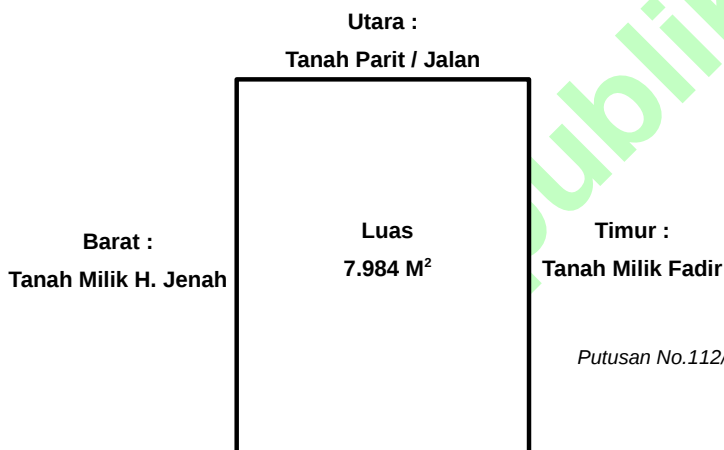 Utara :
Tanah Parit / Jalan
Barat :
Tanah Milik H. Jenah
Luas
7.984 M²
Timur :
Tanah Milik Fadir
Putusan No.112/